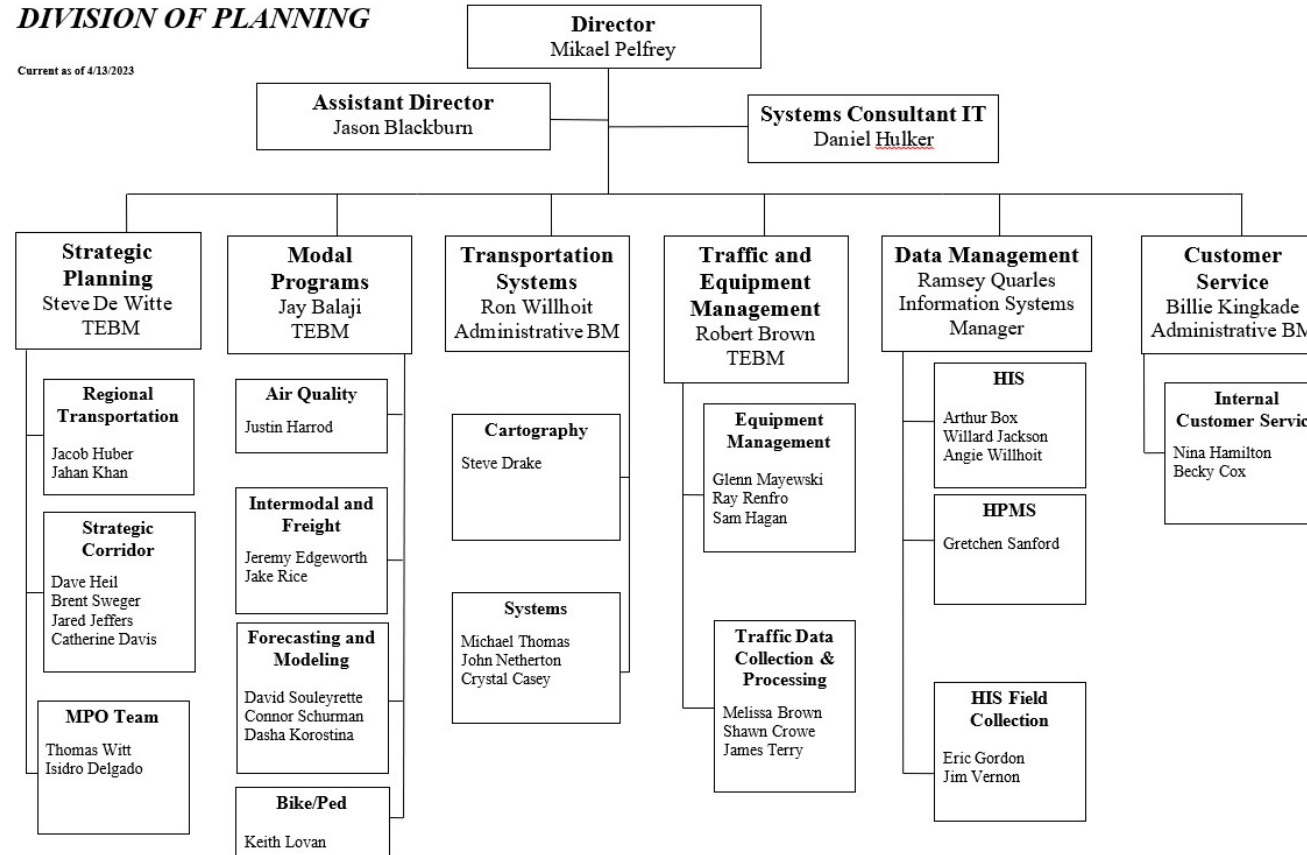 DIVISION OF PLANNING
Current as of 4/13/2023
Director
Mikael Pelfrey
Assistant Director
Jason Blackburn
Systems Consultant IT
Daniel Hulker
Strategic
Planning
Steve De Witte
TEBM
Regional
Transportation
Jacob Huber
Jahan Khan
Strategic
Corridor
Dave Heil
Brent Sweger
Jared Jeffers
Catherine Davis
MPO Team
Thomas Witt
Isidro Delgado
Modal
Programs
Jay Balaji
TEBM
Air Quality
Justin Harrod
Intermodal and
Freight
Jeremy Edgeworth
Jake Rice
Forecasting and
Modeling
David Souleyrette
Connor Schurman
Dasha Korostina
Bike/Ped
Keith Lovan
Transportation
Systems
Ron Willhoit
Administrative BM
Cartography
Steve Drake
Systems
Michael Thomas
John Netherton
Crystal Casey
Traffic and
Equipment
Management
Robert Brown
TEBM
Equipment
Management
Glenn Mayewski
Ray Renfro
Sam Hagan
Traffic Data
Collection &
Processing
Melissa Brown
Shawn Crowe
James Terry
Data Management
Ramsey Quarles
Information Systems
Manager
HIS
Arthur Box
Willard Jackson
Angie Willhoit
HPMS
Gretchen Sanford
HIS Field
Collection
Eric Gordon
Jim Vernon
Customer
Service
Billie Kingkade
Administrative BM
Internal
Customer Servic
Nina Hamilton
Becky Cox